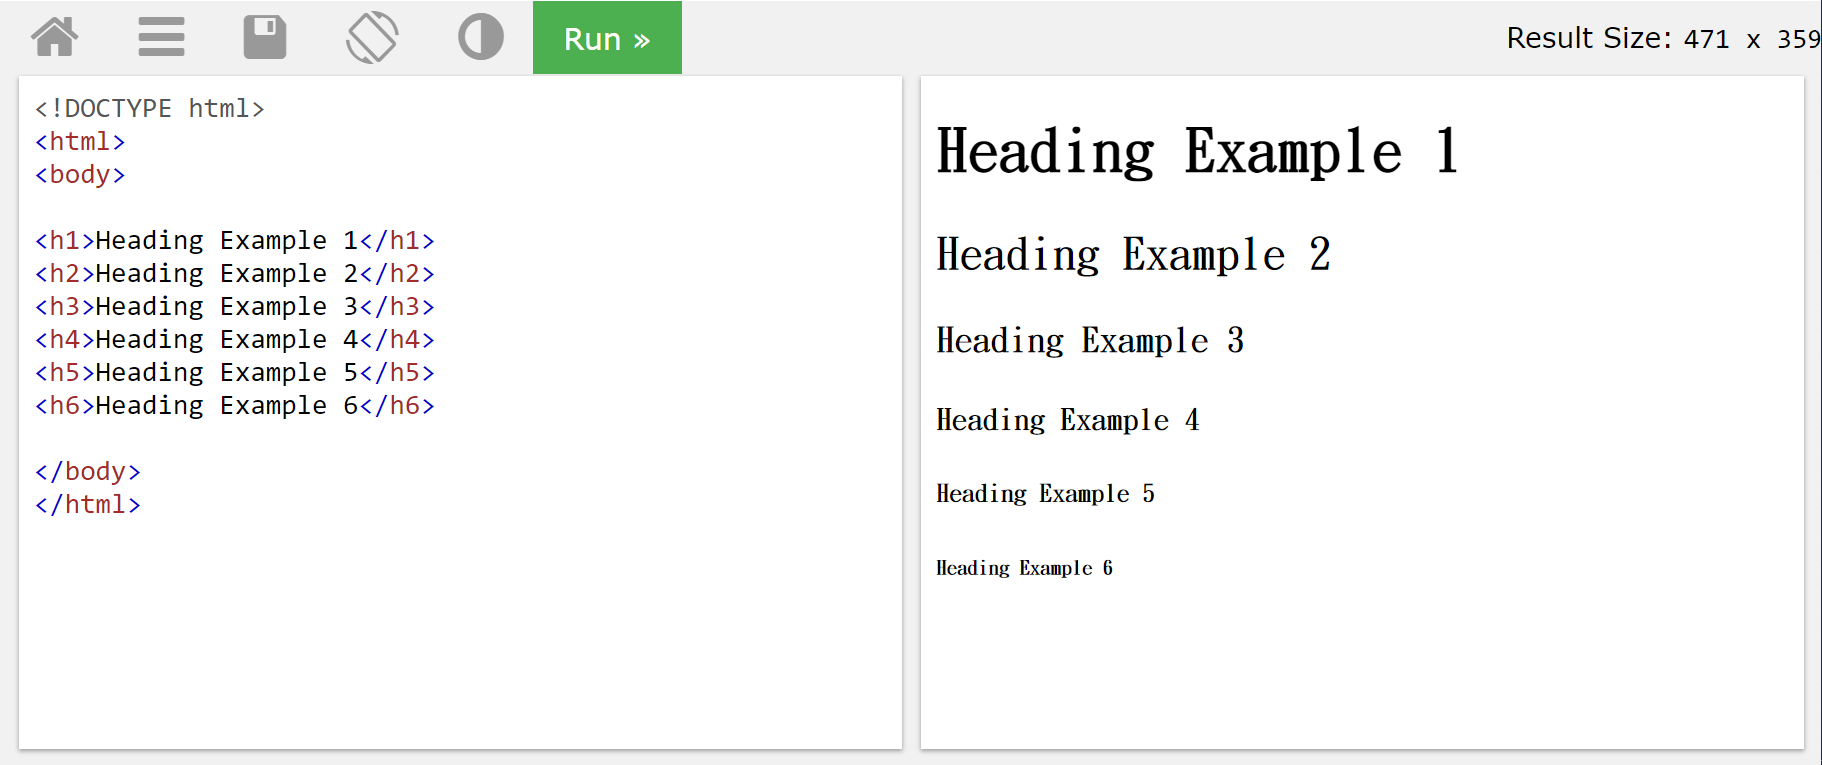 Run »
Result Size: 471 x 359
<!DOCTYPE html>
<html>
<body>
<h1>Heading Example 1</h1>
<h2>Heading Example 2</h2>
<h3>Heading Example 3</h3>
<h4>Heading Example 4</h4>
<h5>Heading Example 5</h5>
<h6>Heading Example 6</h6>
</body>
</html>
Heading Example 1
Heading Example 2
Heading Example 3
Heading Example 4
Heading Example 5
Heading Example 6